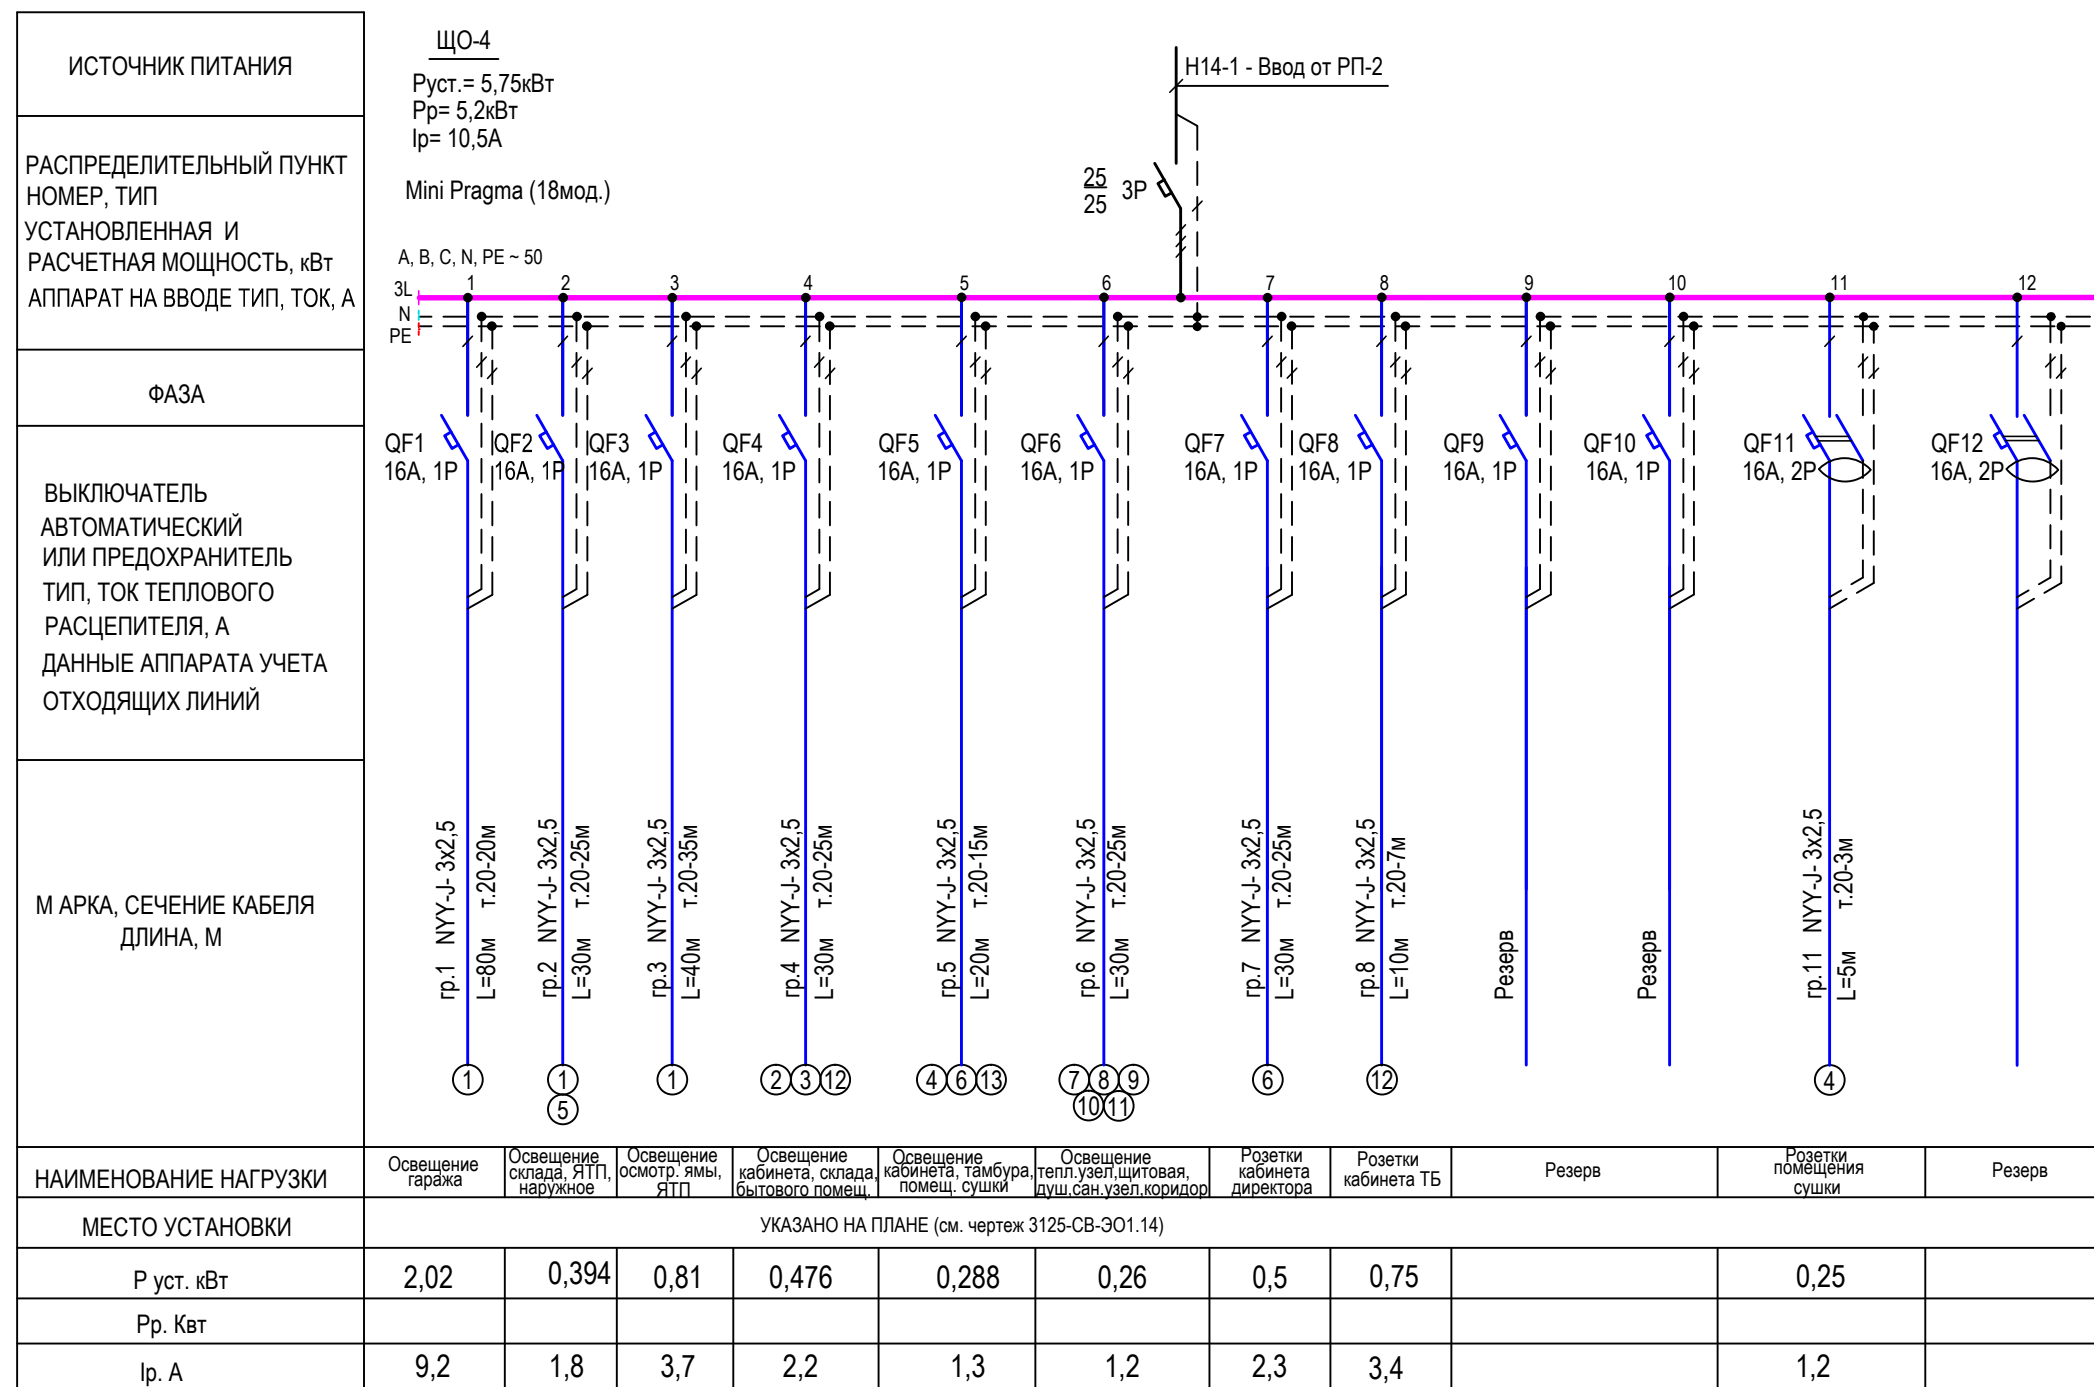 ИСТОЧНИК ПИТАНИЯ
РАСПРЕДЕЛИТЕЛЬНЫЙ ПУНКТ
НОМЕР, ТИП
УСТАНОВЛЕННАЯ И
РАСЧЕТНАЯ МОЩНОСТЬ, кВт
АППАРАТ НА ВВОДЕ ТИП, ТОК, А
ФАЗА
ВЫКЛЮЧАТЕЛЬ
АВТОМАТИЧЕСКИЙ
ИЛИ ПРЕДОХРАНИТЕЛЬ
ТИП, ТОК ТЕПЛОВОГО
РАСЦЕПИТЕЛЯ, А
ДАННЫЕ АППАРАТА УЧЕТА
ОТХОДЯЩИХ ЛИНИЙ
М АРКА, СЕЧЕНИЕ КАБЕЛЯ
ДЛИНА, М
ЩО-4
Руст.= 5,75кВт
Рр= 5,2кВт
Iр= 10,5А
Mini Pragma (18мод.)
Н14-1 - Ввод от РП-2
25
25
3Р
A, B, C, N, PE ~ 50
3L
N
PE
1 2 3 4 5 6 7 8 9 10 11 12
QF1
16А, 1Р
QF2
16А, 1Р
QF3
16А, 1Р
QF4
16А, 1Р
QF5
16А, 1Р
QF6
16А, 1Р
QF7
16А, 1Р
QF8
16А, 1Р
QF9
16А, 1Р
QF10
16А, 1Р
QF11
16А, 2Р
QF12
16А, 2Р
гр.1 NYY-J- 3х2,5
L=80м т.20-20м
гр.2 NYY-J- 3х2,5
L=30м т.20-25м
гр.3 NYY-J- 3х2,5
L=40м т.20-35м
гр.4 NYY-J- 3х2,5
L=30м т.20-25м
гр.5 NYY-J- 3х2,5
L=20м т.20-15м
гр.6 NYY-J- 3х2,5
L=30м т.20-25м
гр.7 NYY-J- 3х2,5
L=30м т.20-25м
гр.8 NYY-J- 3х2,5
L=10м т.20-7м
Резерв
Резерв
гр.11 NYY-J- 3х2,5
L=5м т.20-3м
1
1
5
1
2 3 12
4 6 13
7 8 9
10 11
6
12
4
НАИМЕНОВАНИЕ НАГРУЗКИ
Освещение
гаража
Освещение
склада, ЯТП,
наружное
Освещение
осмотр. ямы,
ЯТП
Освещение
кабинета, склада,
бытового помещ.
Освещение
кабинета, тамбура,
помещ. сушки
Освещение
тепл.узел,щитовая,
душ,сан.узел,коридор
Розетки
кабинета
директора
Розетки
кабинета ТБ
Резерв
Розетки
помещения
сушки
Резерв
МЕСТО УСТАНОВКИ
УКАЗАНО НА ПЛАНЕ (см. чертеж 3125-СВ-ЭО1.14)
Р уст. кВт
2,02 0,394 0,81 0,476 0,288 0,26 0,5 0,75 0,25
Рр. Квт
Iр. А
9,2 1,8 3,7 2,2 1,3 1,2 2,3 3,4 1,2